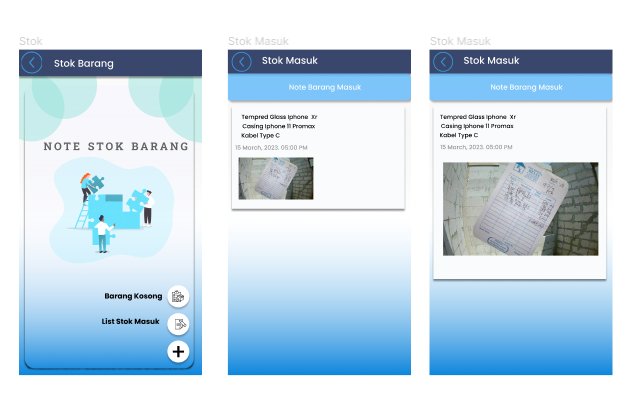 Stok
Stok Barang
NOTE STOK BARANG
Barang Kosong
List Stok Masuk
Stok Masuk
Stok Masuk
Note Barang Masuk
Tempred Glass Iphone Xr
Casing Iphone 11 Promax
Kabel Type C
15 March, 2023. 05:00 PM
Stok Masuk
Stok Masuk
Note Barang Masuk
Tempred Glass Iphone Xr
Casing Iphone 11 Promax
Kabel Type C
15 March, 2023. 05:00 PM